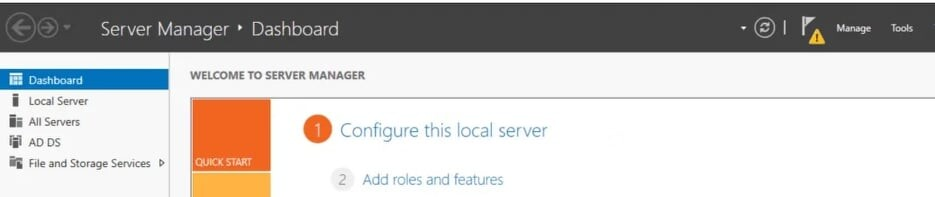 Server Manager ‣ Dashboard
Manage
Tools
Dashboard
Local Server
All Servers
AD DS
File and Storage Services
WELCOME TO SERVER MANAGER
QUICK START
1 Configure this local server
2 Add roles and features